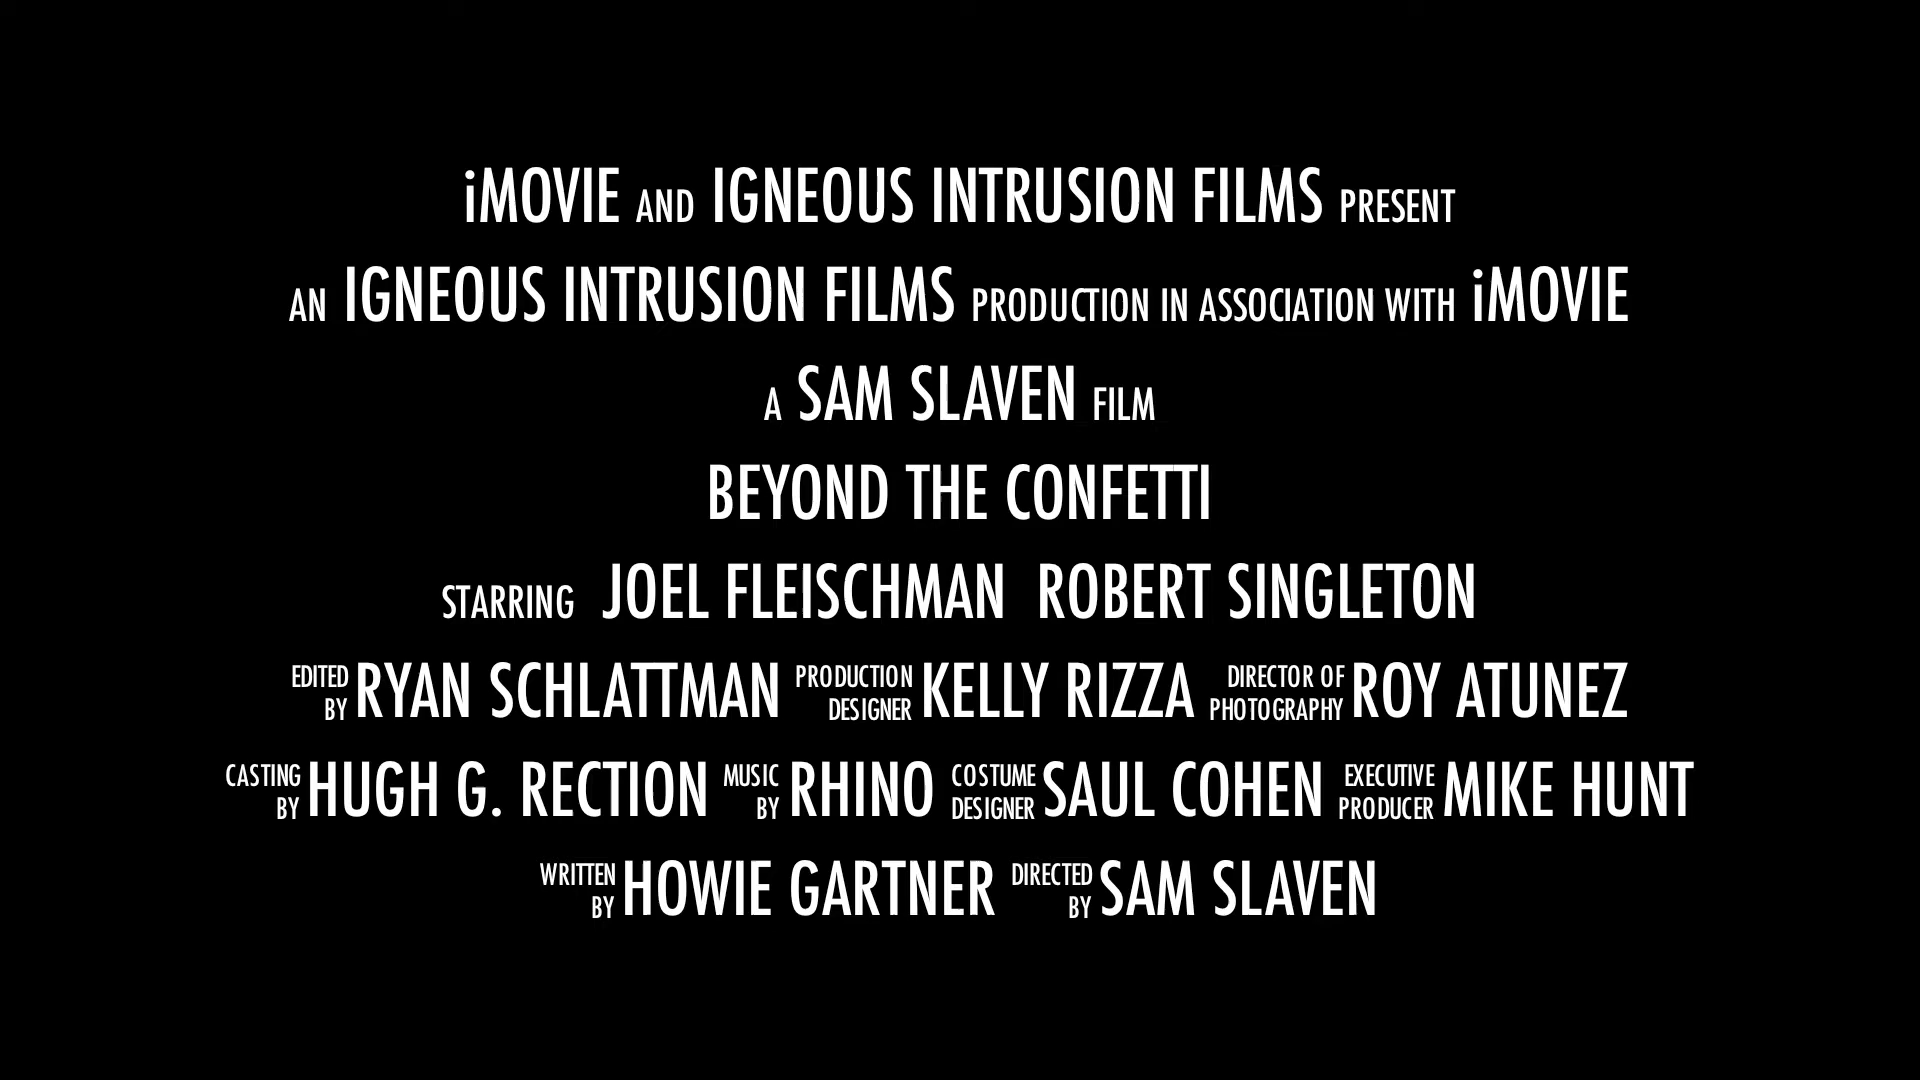 iMOVIE AND IGNEOUS INTRUSION FILMS PRESENT
AN IGNEOUS INTRUSION FILMS PRODUCTION IN ASSOCIATION WITH iMOVIE
A SAM SLAVEN FILM
BEYOND THE CONFETTI
STARRING JOEL FLEISCHMAN ROBERT SINGLETON
EDITED BY RYAN SCHLATTMAN PRODUCTION DESIGNER KELLY RIZZA DIRECTOR OF PHOTOGRAPHY ROY ATUNEZ
CASTING BY HUGH G. RECTION MUSIC BY RHINO COSTUME DESIGNER SAUL COHEN EXECUTIVE PRODUCER MIKE HUNT
WRITTEN BY HOWIE GARTNER DIRECTED BY SAM SLAVEN